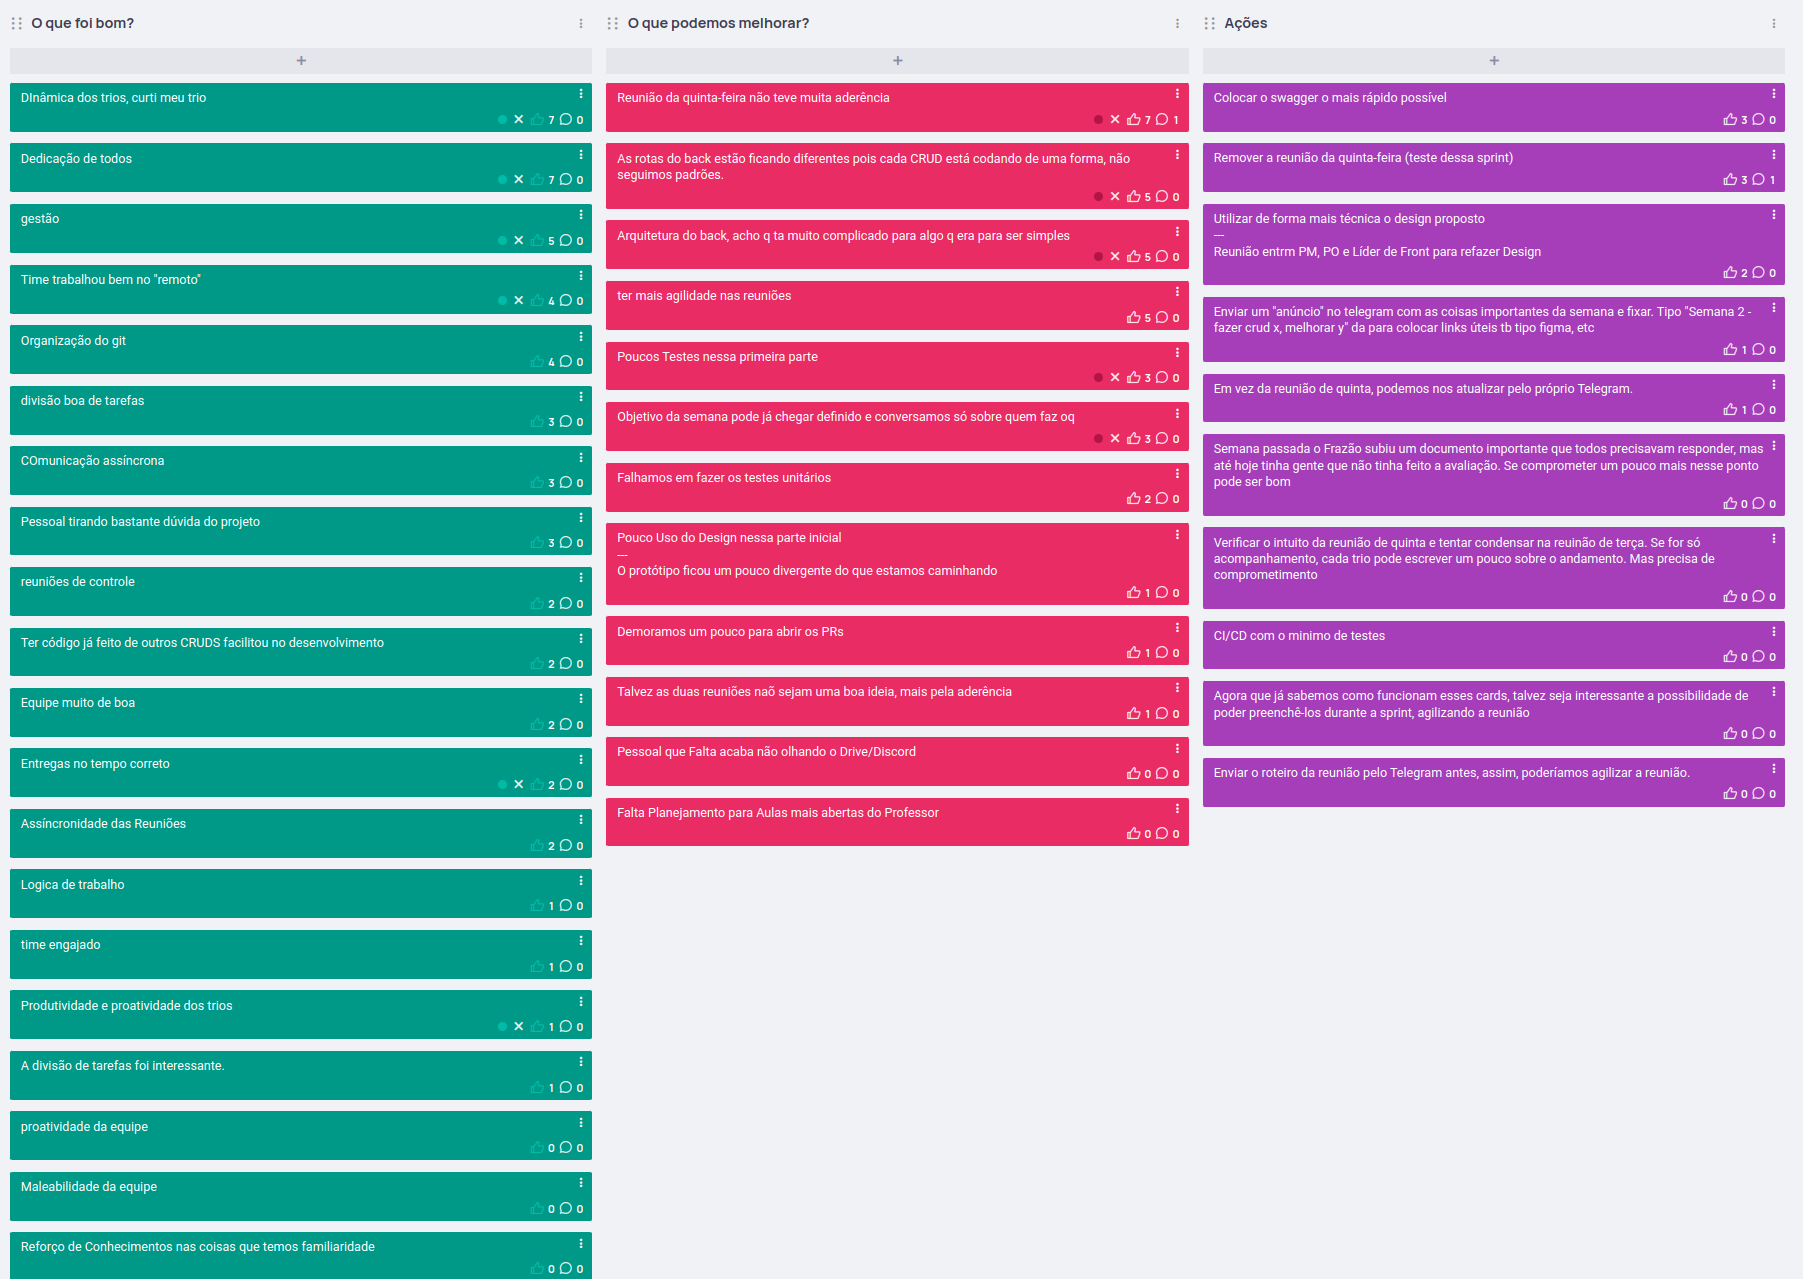 O que foi bom?
+
DInâmica dos trios, curti meu trio
7 0
Dedicação de todos
7 0
gestão
5 0
Time trabalhou bem no "remoto"
4 0
Organização do git
4 0
divisão boa de tarefas
3 0
COmunicação assíncrona
3 0
Pessoal tirando bastante dúvida do projeto
3 0
reuniões de controle
2 0
Ter código já feito de outros CRUDS facilitou no desenvolvimento
2 0
Equipe muito de boa
2 0
Entregas no tempo correto
2 0
Assíncronidade das Reuniões
2 0
Logica de trabalho
1 0
time engajado
1 0
Produtividade e proatividade dos trios
1 0
A divisão de tarefas foi interessante.
1 0
proatividade da equipe
0 0
Maleabilidade da equipe
0 0
Reforço de Conhecimentos nas coisas que temos familiaridade
0 0
O que podemos melhorar?
+
Reunião da quinta-feira não teve muita aderência
7 1
As rotas do back estão ficando diferentes pois cada CRUD está codando de uma forma, não
seguimos padrões.
5 0
Arquitetura do back, acho q ta muito complicado para algo q era para ser simples
5 0
ter mais agilidade nas reuniões
5 0
Poucos Testes nessa primeira parte
3 0
Objetivo da semana pode já chegar definido e conversamos só sobre quem faz oq
3 0
Falhamos em fazer os testes unitários
2 0
Pouco Uso do Design nessa parte inicial
---
O protótipo ficou um pouco divergente do que estamos caminhando
1 0
Demoramos um pouco para abrir os PRs
1 0
Talvez as duas reuniões naõ sejam uma boa ideia, mais pela aderência
1 0
Pessoal que Falta acaba não olhando o Drive/Discord
0 0
Falta Planejamento para Aulas mais abertas do Professor
0 0
Ações
+
Colocar o swagger o mais rápido possível
3 0
Remover a reunião da quinta-feira (teste dessa sprint)
3 1
Utilizar de forma mais técnica o design proposto
---
Reunião entrm PM, PO e Líder de Front para refazer Design
2 0
Enviar um "anúncio" no telegram com as coisas importantes da semana e fixar. Tipo "Semana 2 -
fazer crud x, melhorar y" da para colocar links úteis tb tipo figma, etc
1 0
Em vez da reunião de quinta, podemos nos atualizar pelo próprio Telegram.
1 0
Semana passada o Frazão subiu um documento importante que todos precisavam responder, mas
até hoje tinha gente que não tinha feito a avaliação. Se comprometer um pouco mais nesse ponto
pode ser bom
0 0
Verificar o intuito da reunião de quinta e tentar condensar na reuinão de terça. Se for só
acompanhamento, cada trio pode escrever um pouco sobre o andamento. Mas precisa de
comprometimento
0 0
CI/CD com o minimo de testes
0 0
Agora que já sabemos como funcionam esses cards, talvez seja interessante a possibilidade de
poder preenchê-los durante a sprint, agilizando a reunião
0 0
Enviar o roteiro da reunião pelo Telegram antes, assim, poderíamos agilizar a reunião.
0 0